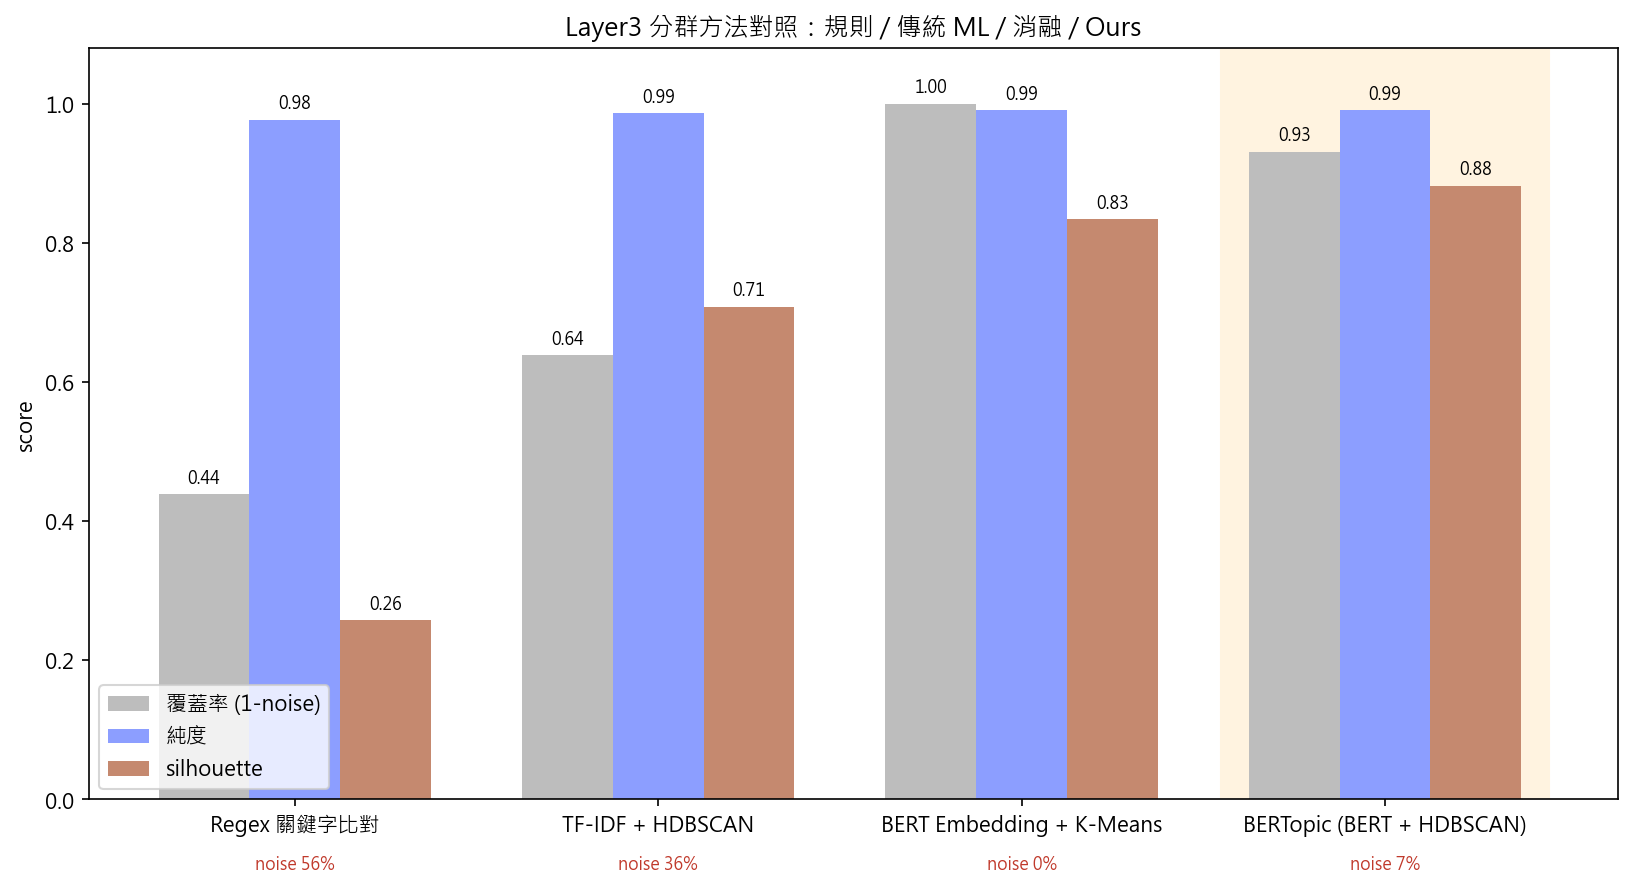 Layer3 分群方法對照：規則 / 傳統 ML / 消融 / Ours
score
1.0
0.8
0.6
0.4
0.2
0.0
0.44
0.98
0.26
0.64
0.99
0.71
1.00
0.99
0.83
0.93
0.99
0.88
覆蓋率 (1-noise)
純度
silhouette
Regex 關鍵字比對
TF-IDF + HDBSCAN
BERT Embedding + K-Means
BERTopic (BERT + HDBSCAN)
noise 56%
noise 36%
noise 0%
noise 7%